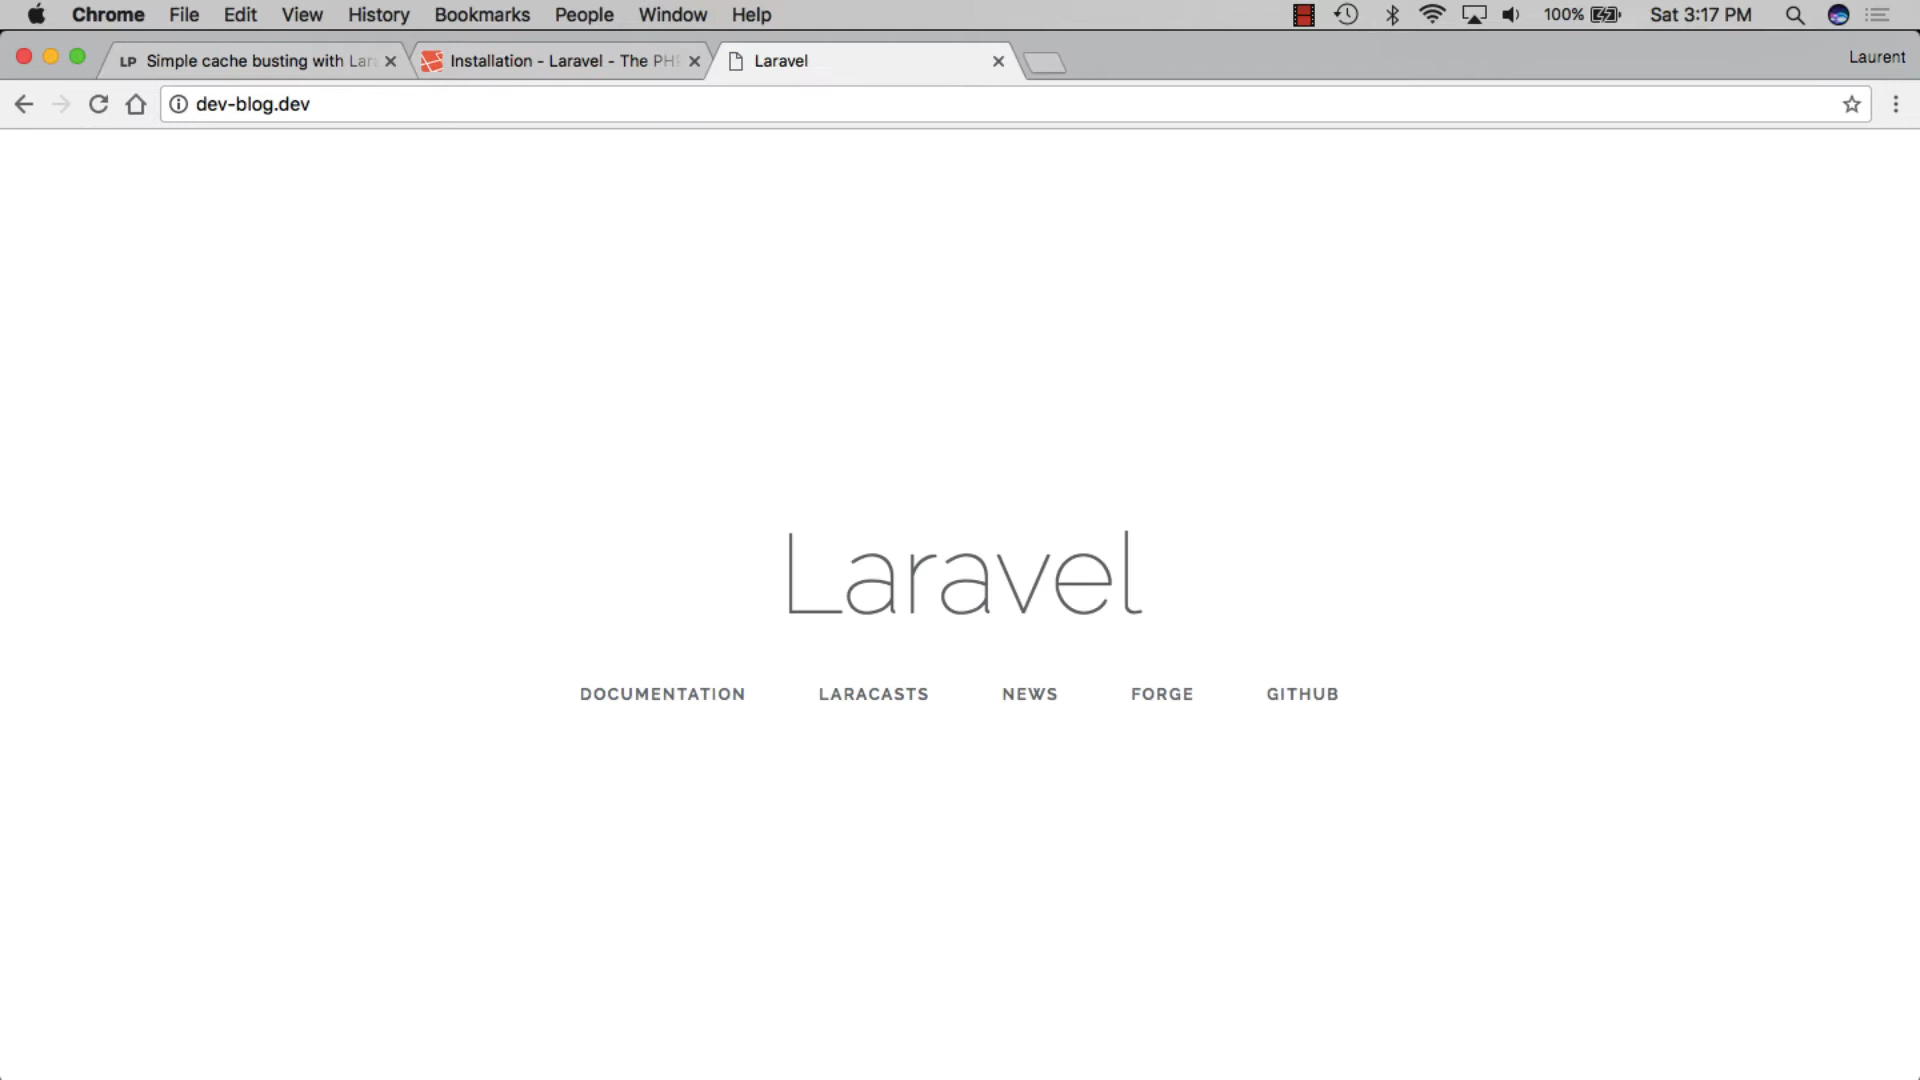 Chrome File Edit View History Bookmarks People Window Help 100% Sat 3:17 PM
LP Simple cache busting with Lar Installation - Laravel - The PH Laravel Laurent
dev-blog.dev
Laravel
DOCUMENTATION LARACASTS NEWS FORGE GITHUB